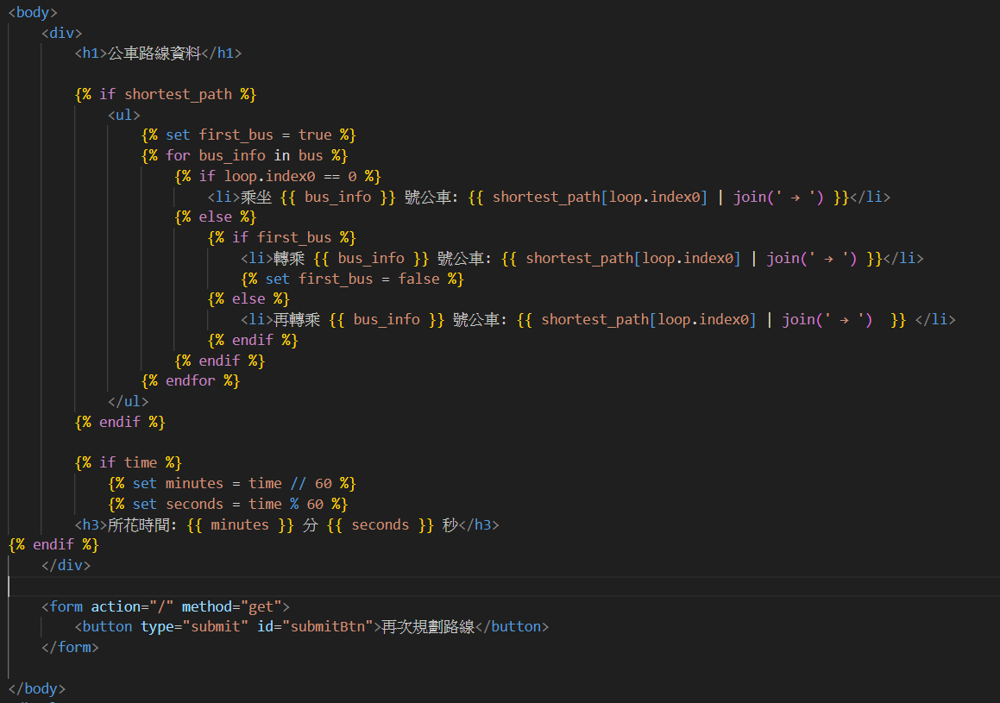 <body>
<div>
<h1>公車路線資料</h1>
{% if shortest_path %}
<ul>
{% set first_bus = true %}
{% for bus_info in bus %}
{% if loop.index0 == 0 %}
<li>乘坐 {{ bus_info }} 號公車: {{ shortest_path[loop.index0] | join(' → ') }}</li>
{% else %}
{% if first_bus %}
<li>轉乘 {{ bus_info }} 號公車: {{ shortest_path[loop.index0] | join(' → ') }}</li>
{% set first_bus = false %}
{% else %}
<li>再轉乘 {{ bus_info }} 號公車: {{ shortest_path[loop.index0] | join(' → ')  }} </li>
{% endif %}
{% endif %}
{% endfor %}
</ul>
{% endif %}
{% if time %}
{% set minutes = time // 60 %}
{% set seconds = time % 60 %}
<h3>所花時間: {{ minutes }} 分 {{ seconds }} 秒</h3>
{% endif %}
</div>
<form action="/" method="get">
<button type="submit" id="submitBtn">再次規劃路線</button>
</form>
</body>